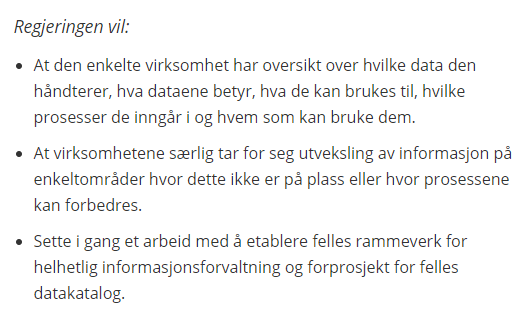 Regjeringen vil:
• At den enkelte virksomhet har oversikt over hvilke data den
håndterer, hva dataene betyr, hva de kan brukes til, hvilke
prosesser de inngår i og hvem som kan bruke dem.
• At virksomhetene særlig tar for seg utveksling av informasjon på
enkeltområder hvor dette ikke er på plass eller hvor prosessene
kan forbedres.
• Sette i gang et arbeid med å etablere felles rammeverk for
helhetlig informasjonsforvaltning og forprosjekt for felles
datakatalog.